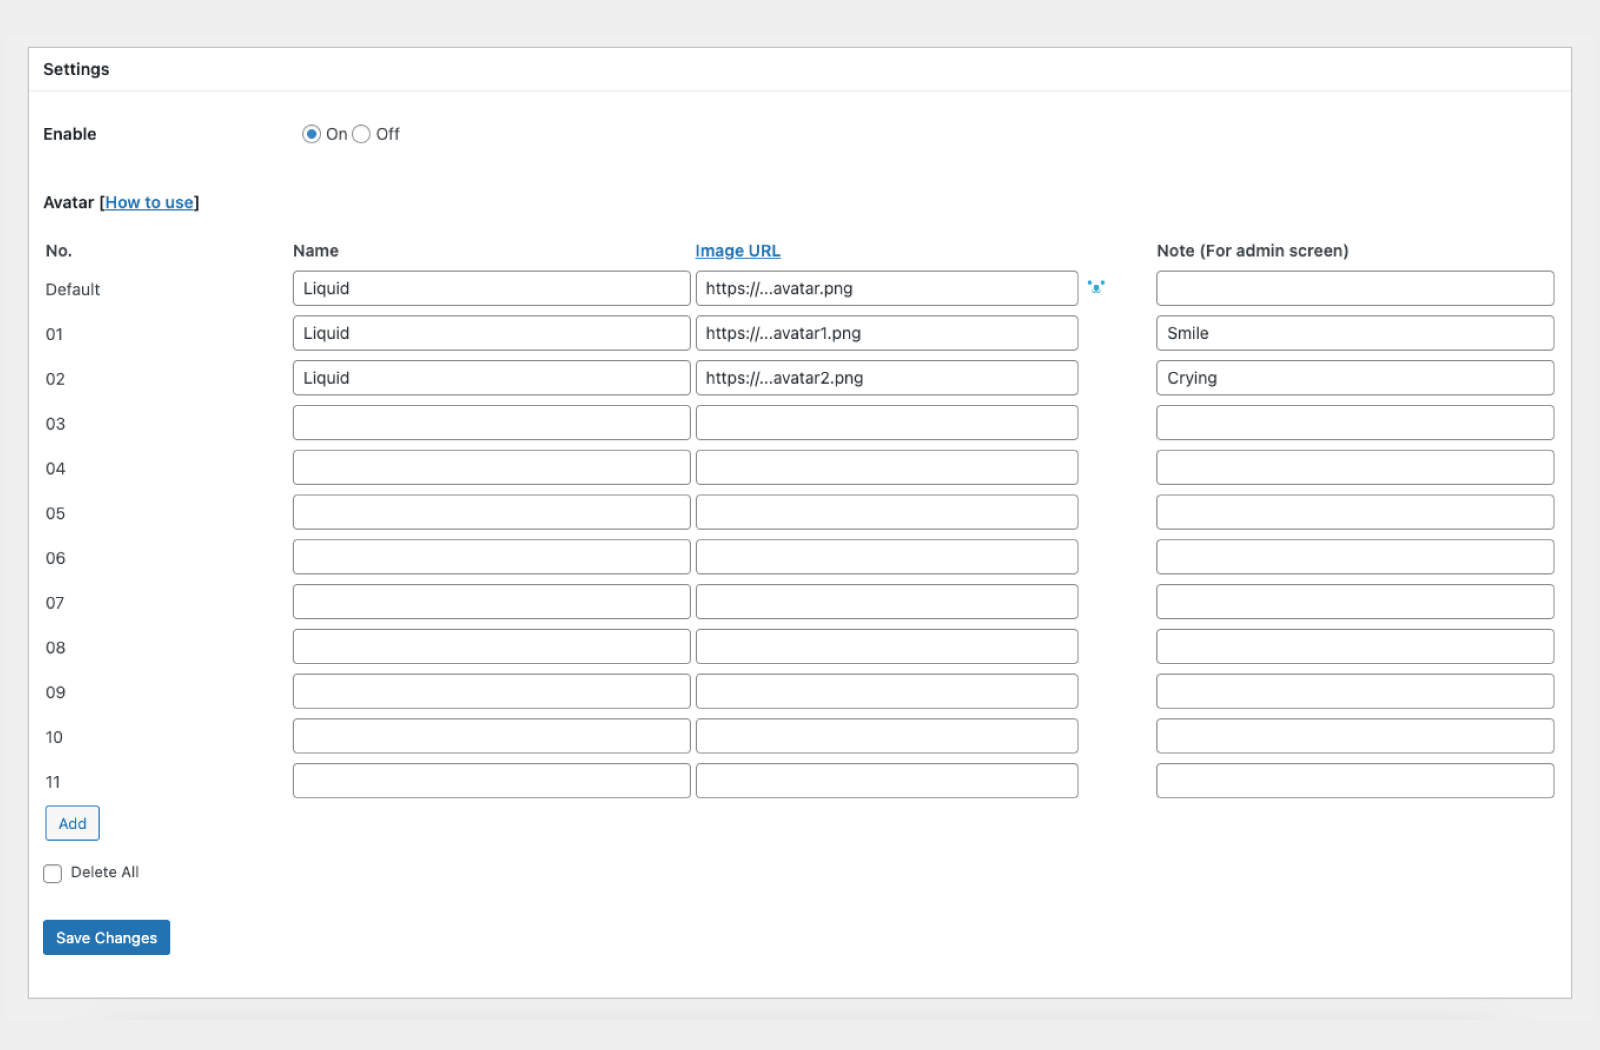 Settings
Enable On Off
Avatar [How to use]
No. Name Image URL Note (For admin screen)
Default Liquid https://...avatar.png
01 Liquid https://...avatar1.png Smile
02 Liquid https://...avatar2.png Crying
03
04
05
06
07
08
09
10
11
Add
Delete All
Save Changes